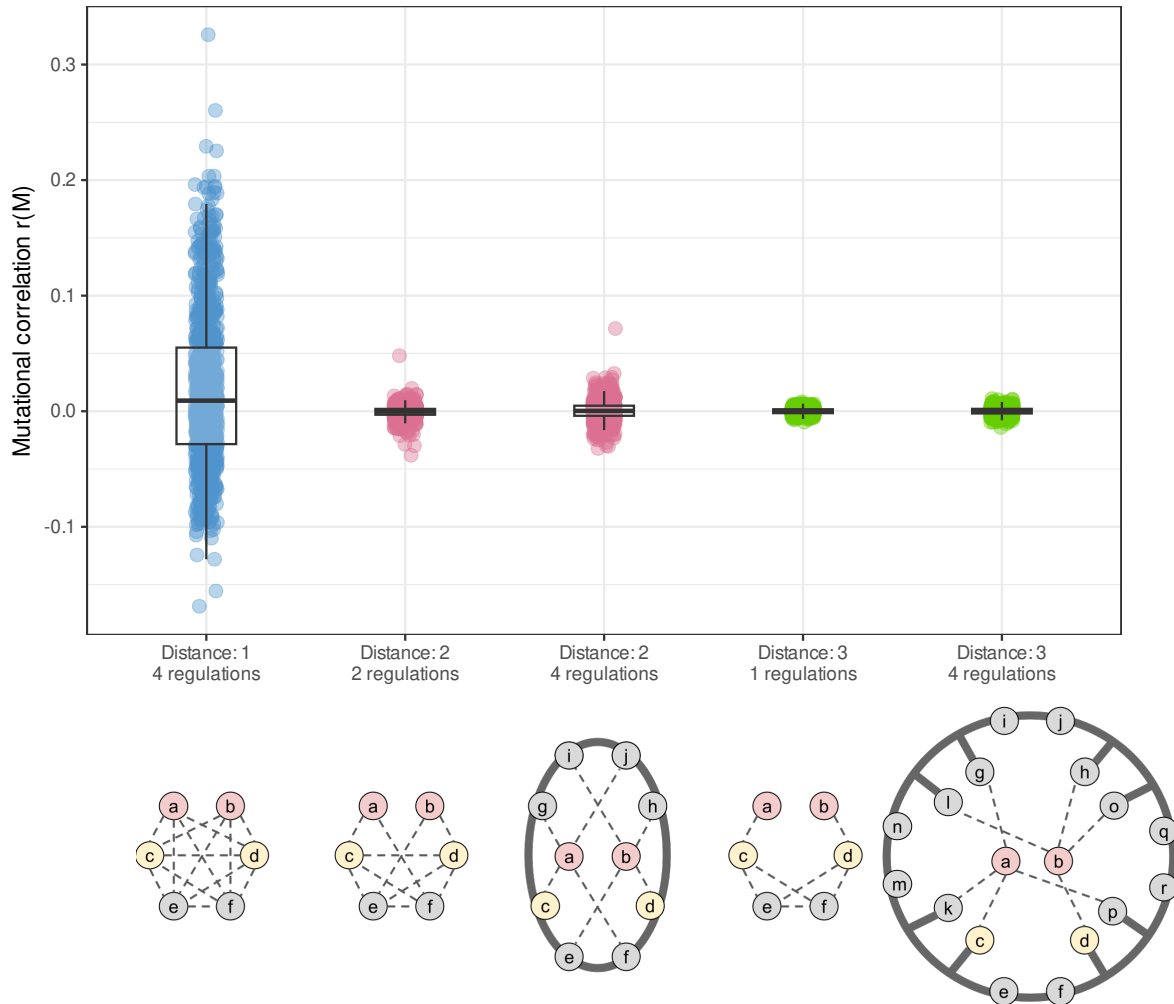 Mutational correlation r(M)
0.3
0.2
0.1
0.0
-0.1
Distance: 1
4 regulations
Distance: 2
2 regulations
Distance: 2
4 regulations
Distance: 3
1 regulations
Distance: 3
4 regulations
a b
c d
e f
a b
c d
e f
i j
g h
a b
c d
e f
a b
c d
e f
i j
g h
l o
n q
a b
m r
k p
c d
e f